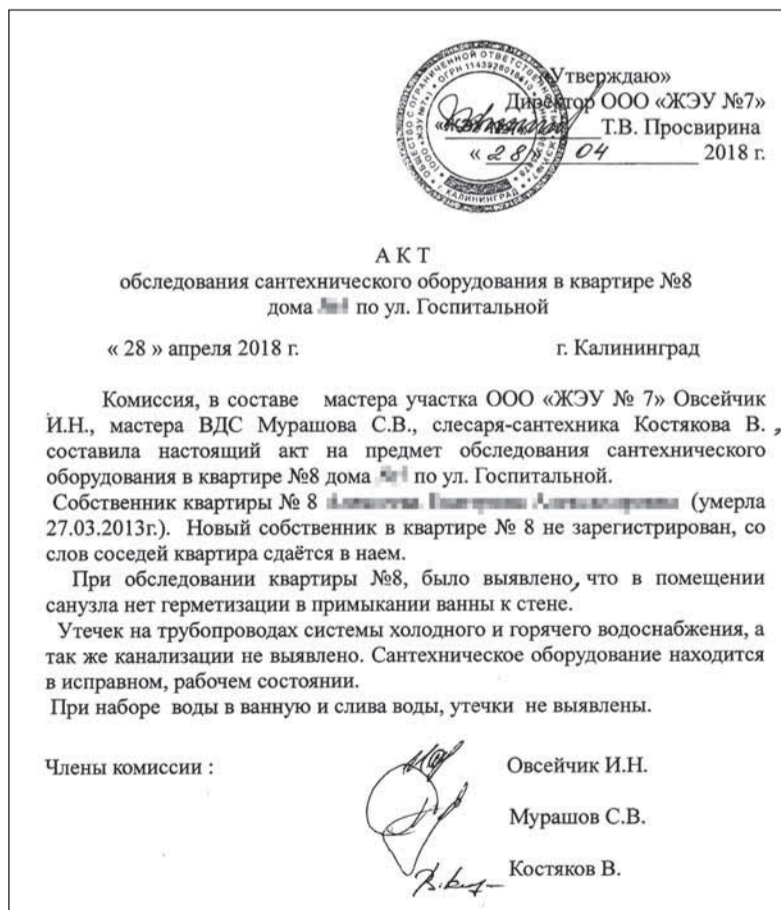 «Утверждаю»
Директор ООО «ЖЭУ №7»
Т.В. Просвирина
« 28 » 04 2018 г.
ОБЩЕСТВО С ОГРАНИЧЕННОЙ ОТВЕТСТВЕННОСТЬЮ
г. КАЛИНИНГРАД
А К Т
обследования сантехнического оборудования в квартире №8
дома по ул. Госпитальной
« 28 » апреля 2018 г. г. Калининград
Комиссия, в составе мастера участка ООО «ЖЭУ № 7» Овсейчик
И.Н., мастера ВДС Мурашова С.В., слесаря-сантехника Костякова В. ,
составила настоящий акт на предмет обследования сантехнического
оборудования в квартире №8 дома по ул. Госпитальной.
Собственник квартиры № 8 (умерла
27.03.2013г.). Новый собственник в квартире № 8 не зарегистрирован, со
слов соседей квартира сдаётся в наем.
При обследовании квартиры №8, было выявлено, что в помещении
санузла нет герметизации в примыкании ванны к стене.
Утечек на трубопроводах системы холодного и горячего водоснабжения, а
так же канализации не выявлено. Сантехническое оборудование находится
в исправном, рабочем состоянии.
При наборе воды в ванную и слива воды, утечки не выявлены.
Члены комиссии : Овсейчик И.Н.
Мурашов С.В.
Костяков В.